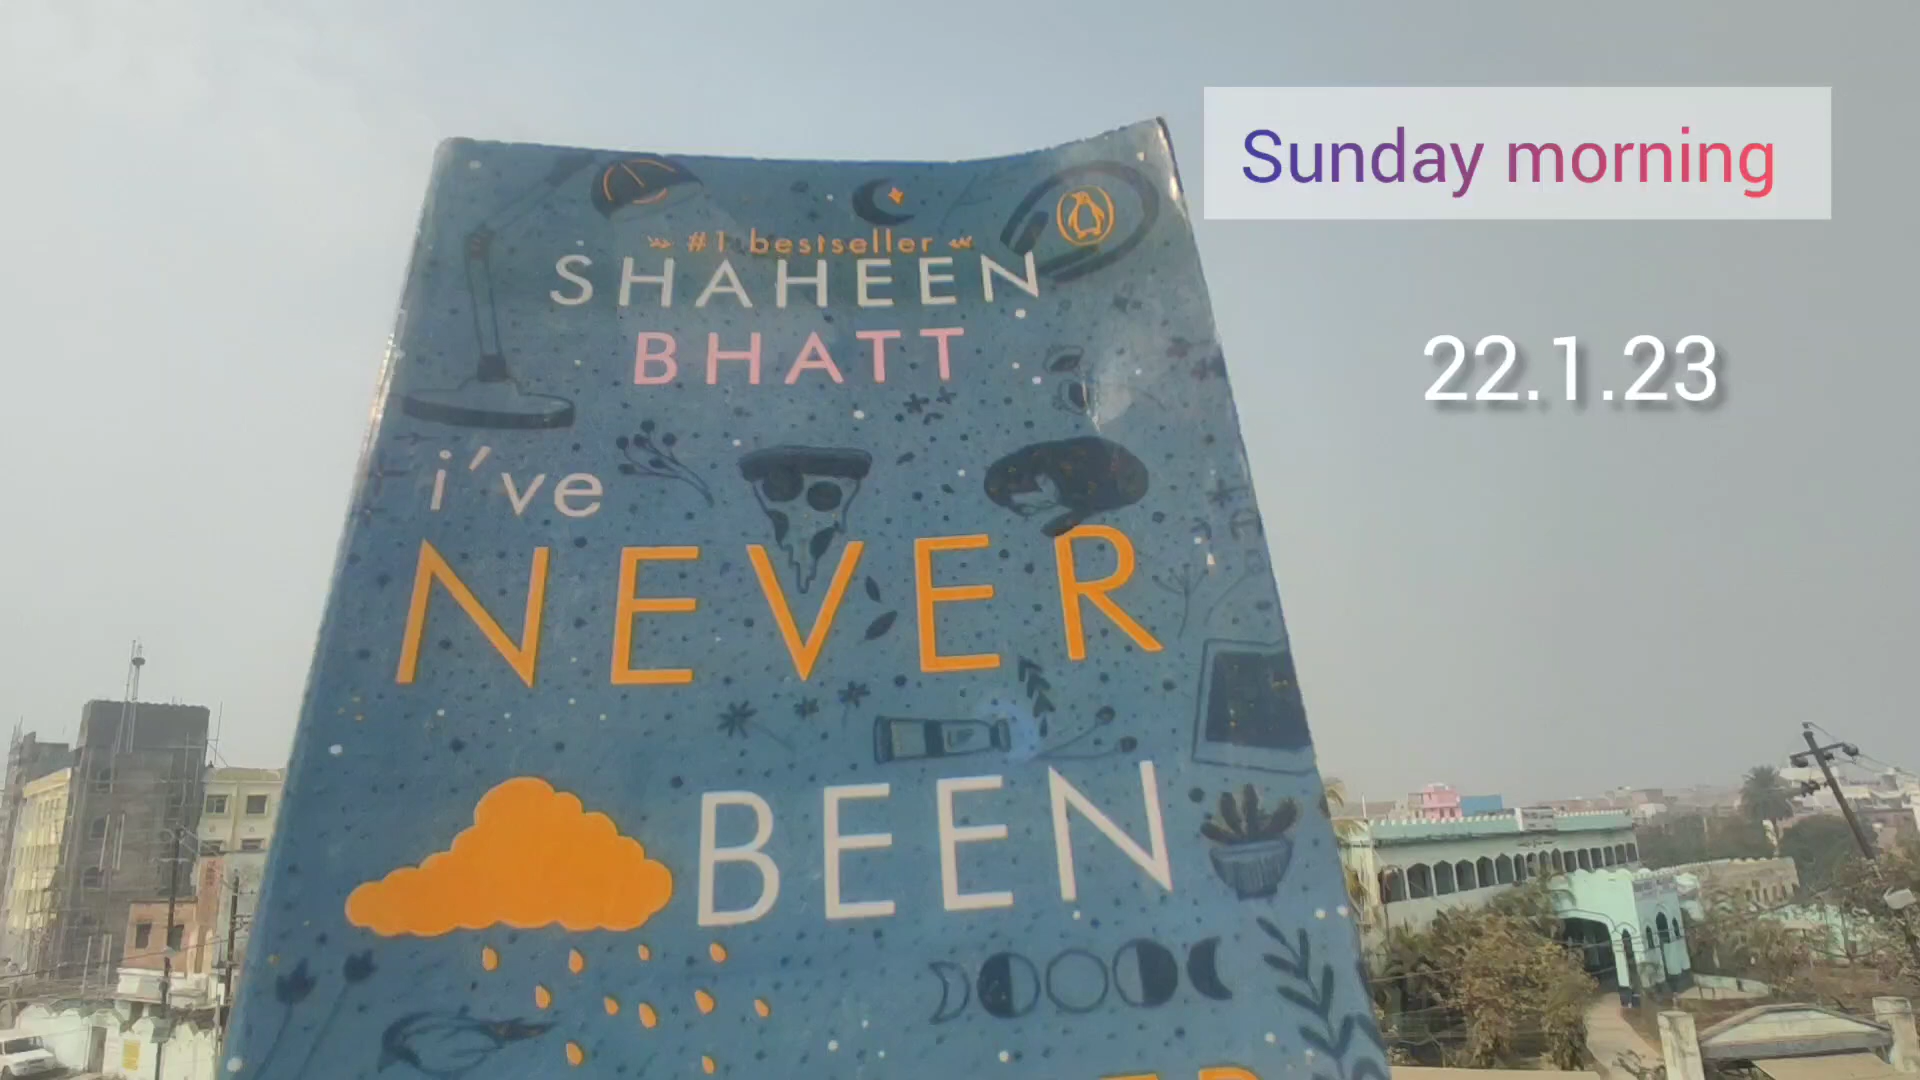 Sunday morning
22.1.23
#1 bestseller
SHAHEEN
BHATT
i've
NEVER
BEEN